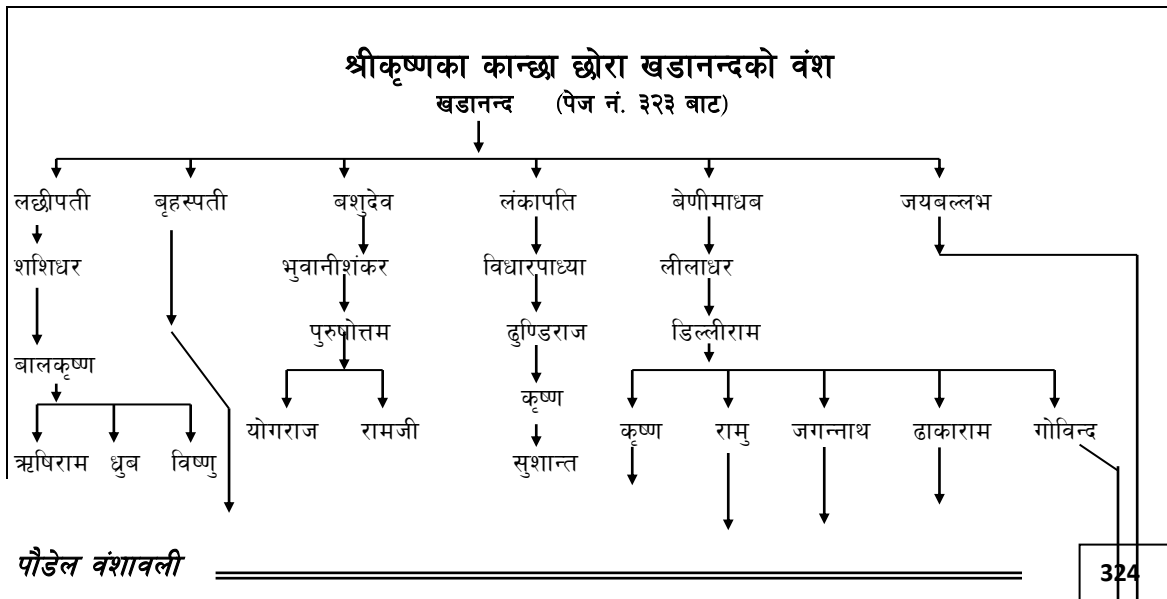 श्रीकृष्णका कान्छा छोरा खडानन्दको वंश
खडानन्द (पेज नं. ३२३ बाट)
लछीपती बृहस्पती बशुदेव लंकापति बेणीमाधब जयबल्लभ
शशिधर भुवानीशंकर विधारपाध्या लीलाधर
पुरुषोत्तम ढुण्डिराज डिल्लीराम
बालकृष्ण
कृष्ण
योगराज रामजी कृष्ण रामु जगन्नाथ ढाकाराम गोविन्द
ऋषिराम ध्रुब विष्णु सुशान्त
पौडेल वंशावली 324